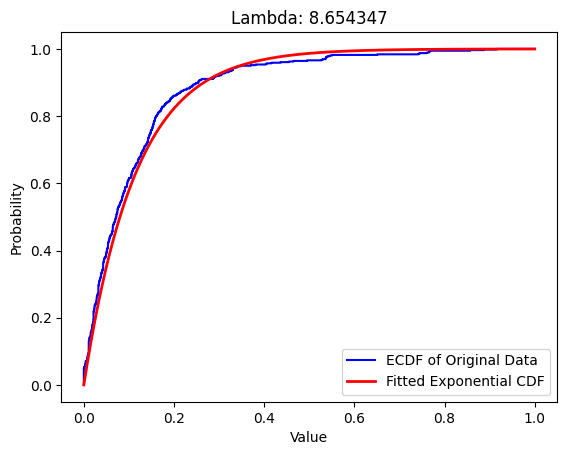 Lambda: 8.654347
Probability
1.0
0.8
0.6
0.4
0.2
0.0
ECDF of Original Data
Fitted Exponential CDF
0.0 0.2 0.4 0.6 0.8 1.0
Value